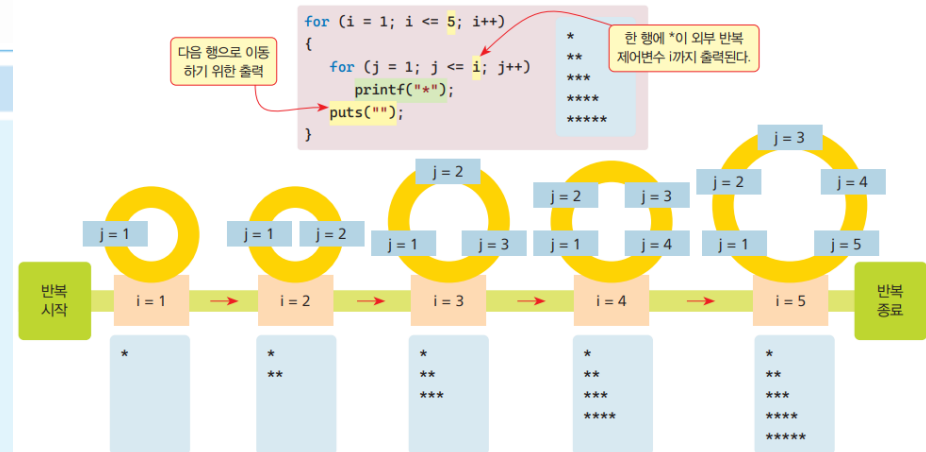 for (i = 1; i <= 5; i++)
{
for (j = 1; j <= i; j++)
printf("*");
puts("");
}
다음 행으로 이동
하기 위한 출력
*
**
***
****
*****
한 행에 *이 외부 반복
제어변수 i까지 출력된다.
반복
시작
j = 1
i = 1
*
j = 1
j = 2
i = 2
*
**
j = 2
j = 1
j = 3
i = 3
*
**
***
j = 2
j = 3
j = 1
j = 4
i = 4
*
**
***
****
j = 3
j = 2
j = 4
j = 1
j = 5
i = 5
*
**
***
****
*****
반복
종료